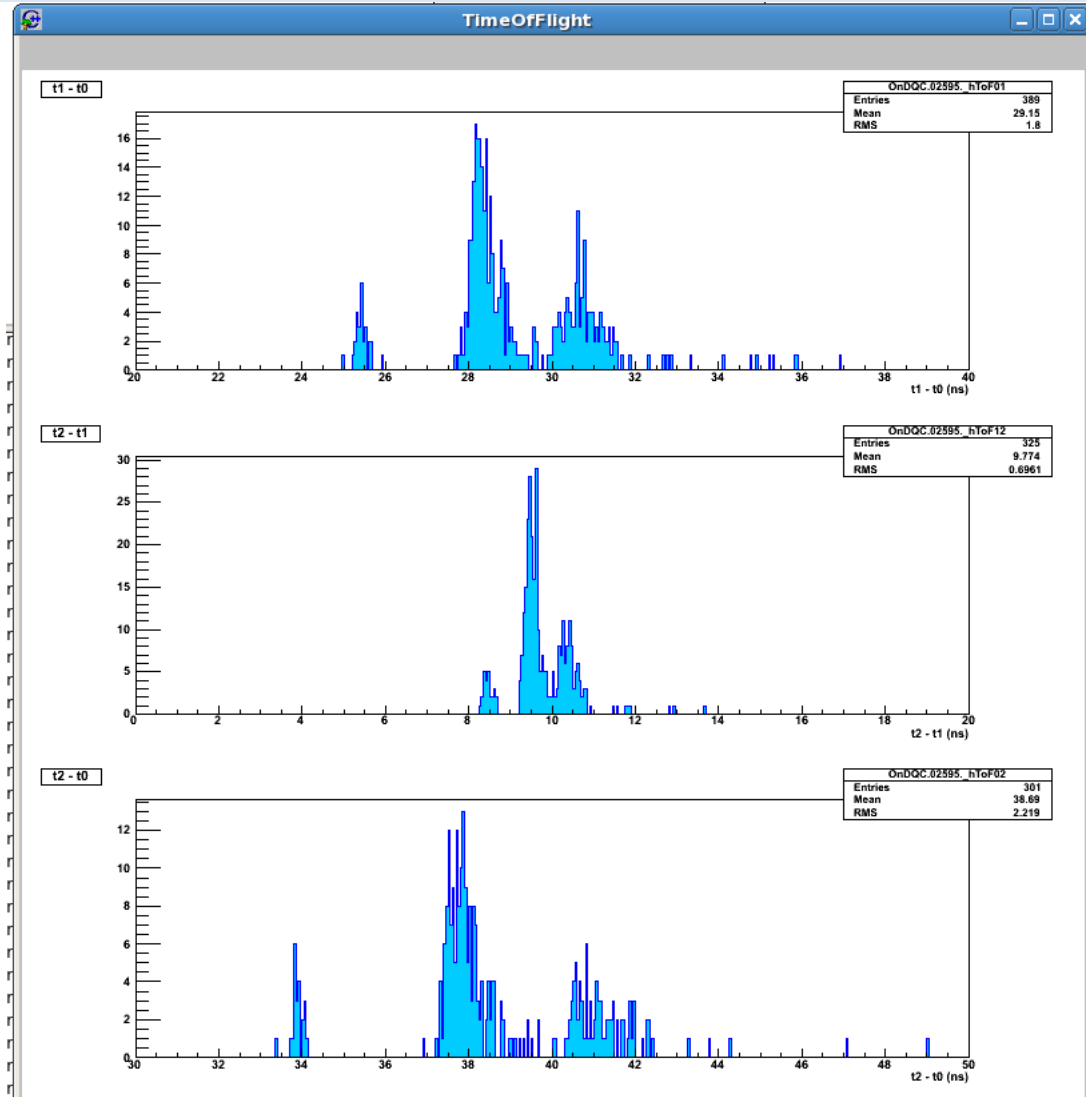 TimeOfFlight
t1 - t0
OnDQC.02595._hToF01
Entries 389
Mean 29.15
RMS 1.8
16
14
12
10
8
6
4
2
0
20 22 24 26 28 30 32 34 36 38 40
t1 - t0 (ns)
t2 - t1
OnDQC.02595._hToF12
Entries 325
Mean 9.774
RMS 0.6961
30
25
20
15
10
5
0
0 2 4 6 8 10 12 14 16 18 20
t2 - t1 (ns)
t2 - t0
OnDQC.02595._hToF02
Entries 301
Mean 38.69
RMS 2.219
12
10
8
6
4
2
0
30 32 34 36 38 40 42 44 46 48 50
t2 - t0 (ns)